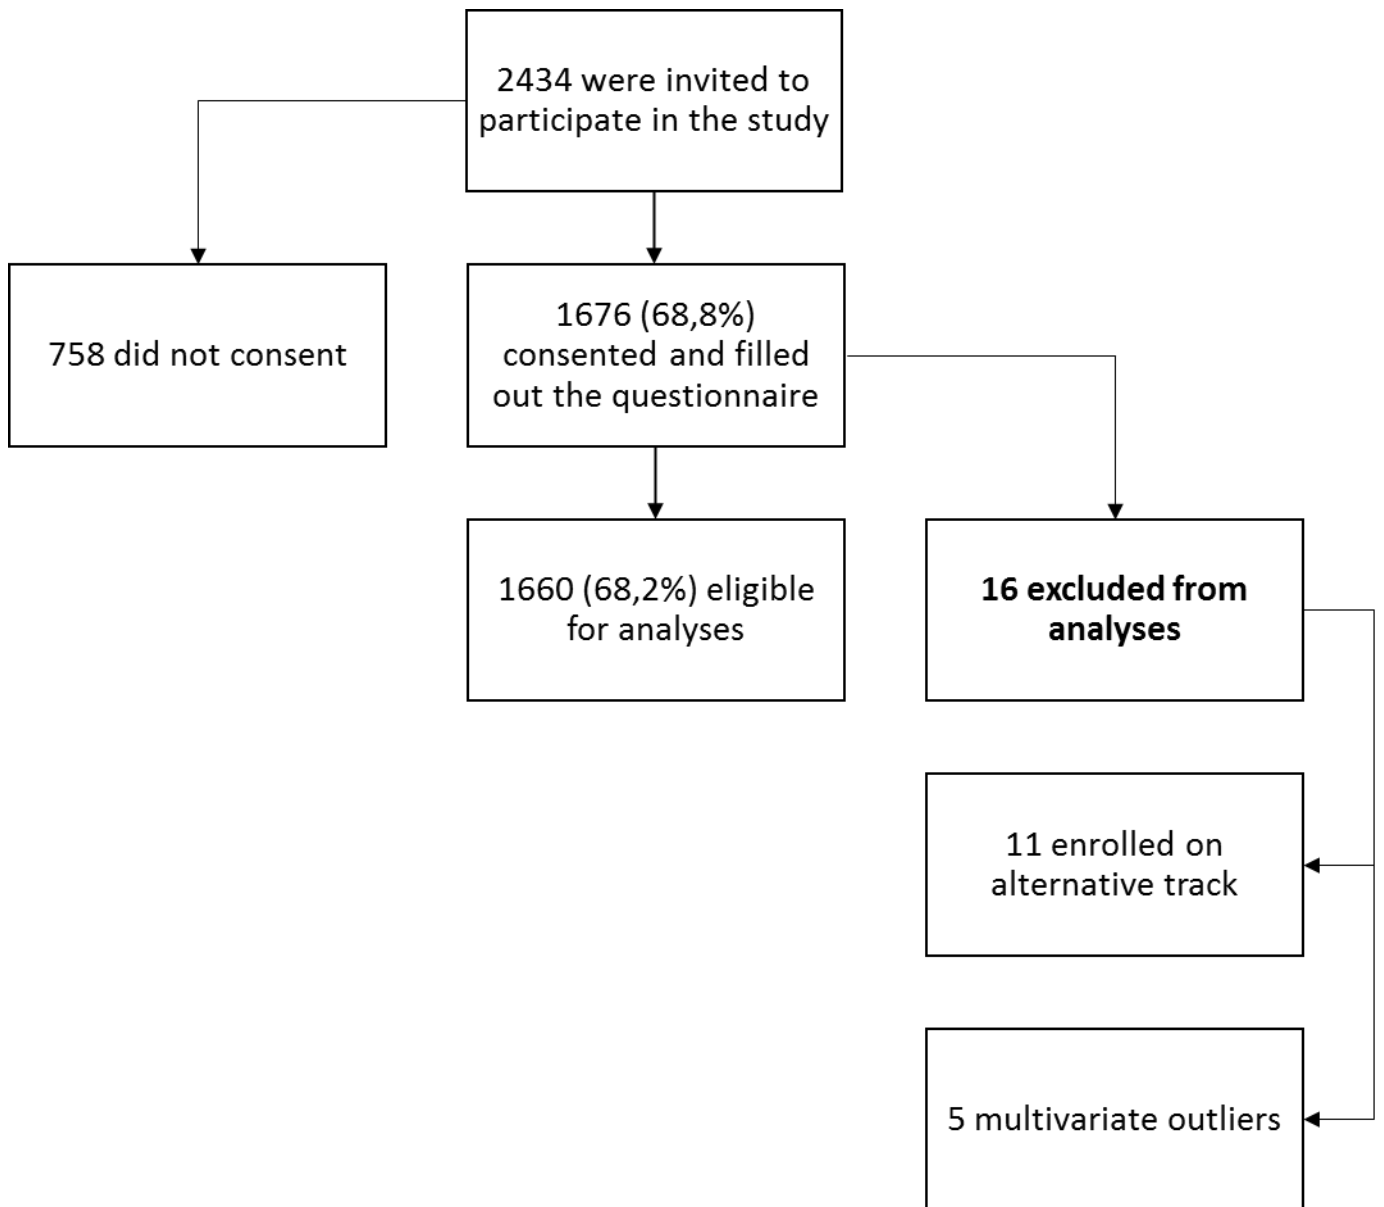 2434 were invited to
participate in the study
758 did not consent
1676 (68,8%)
consented and filled
out the questionnaire
1660 (68,2%) eligible
for analyses
16 excluded from
analyses
11 enrolled on
alternative track
5 multivariate outliers